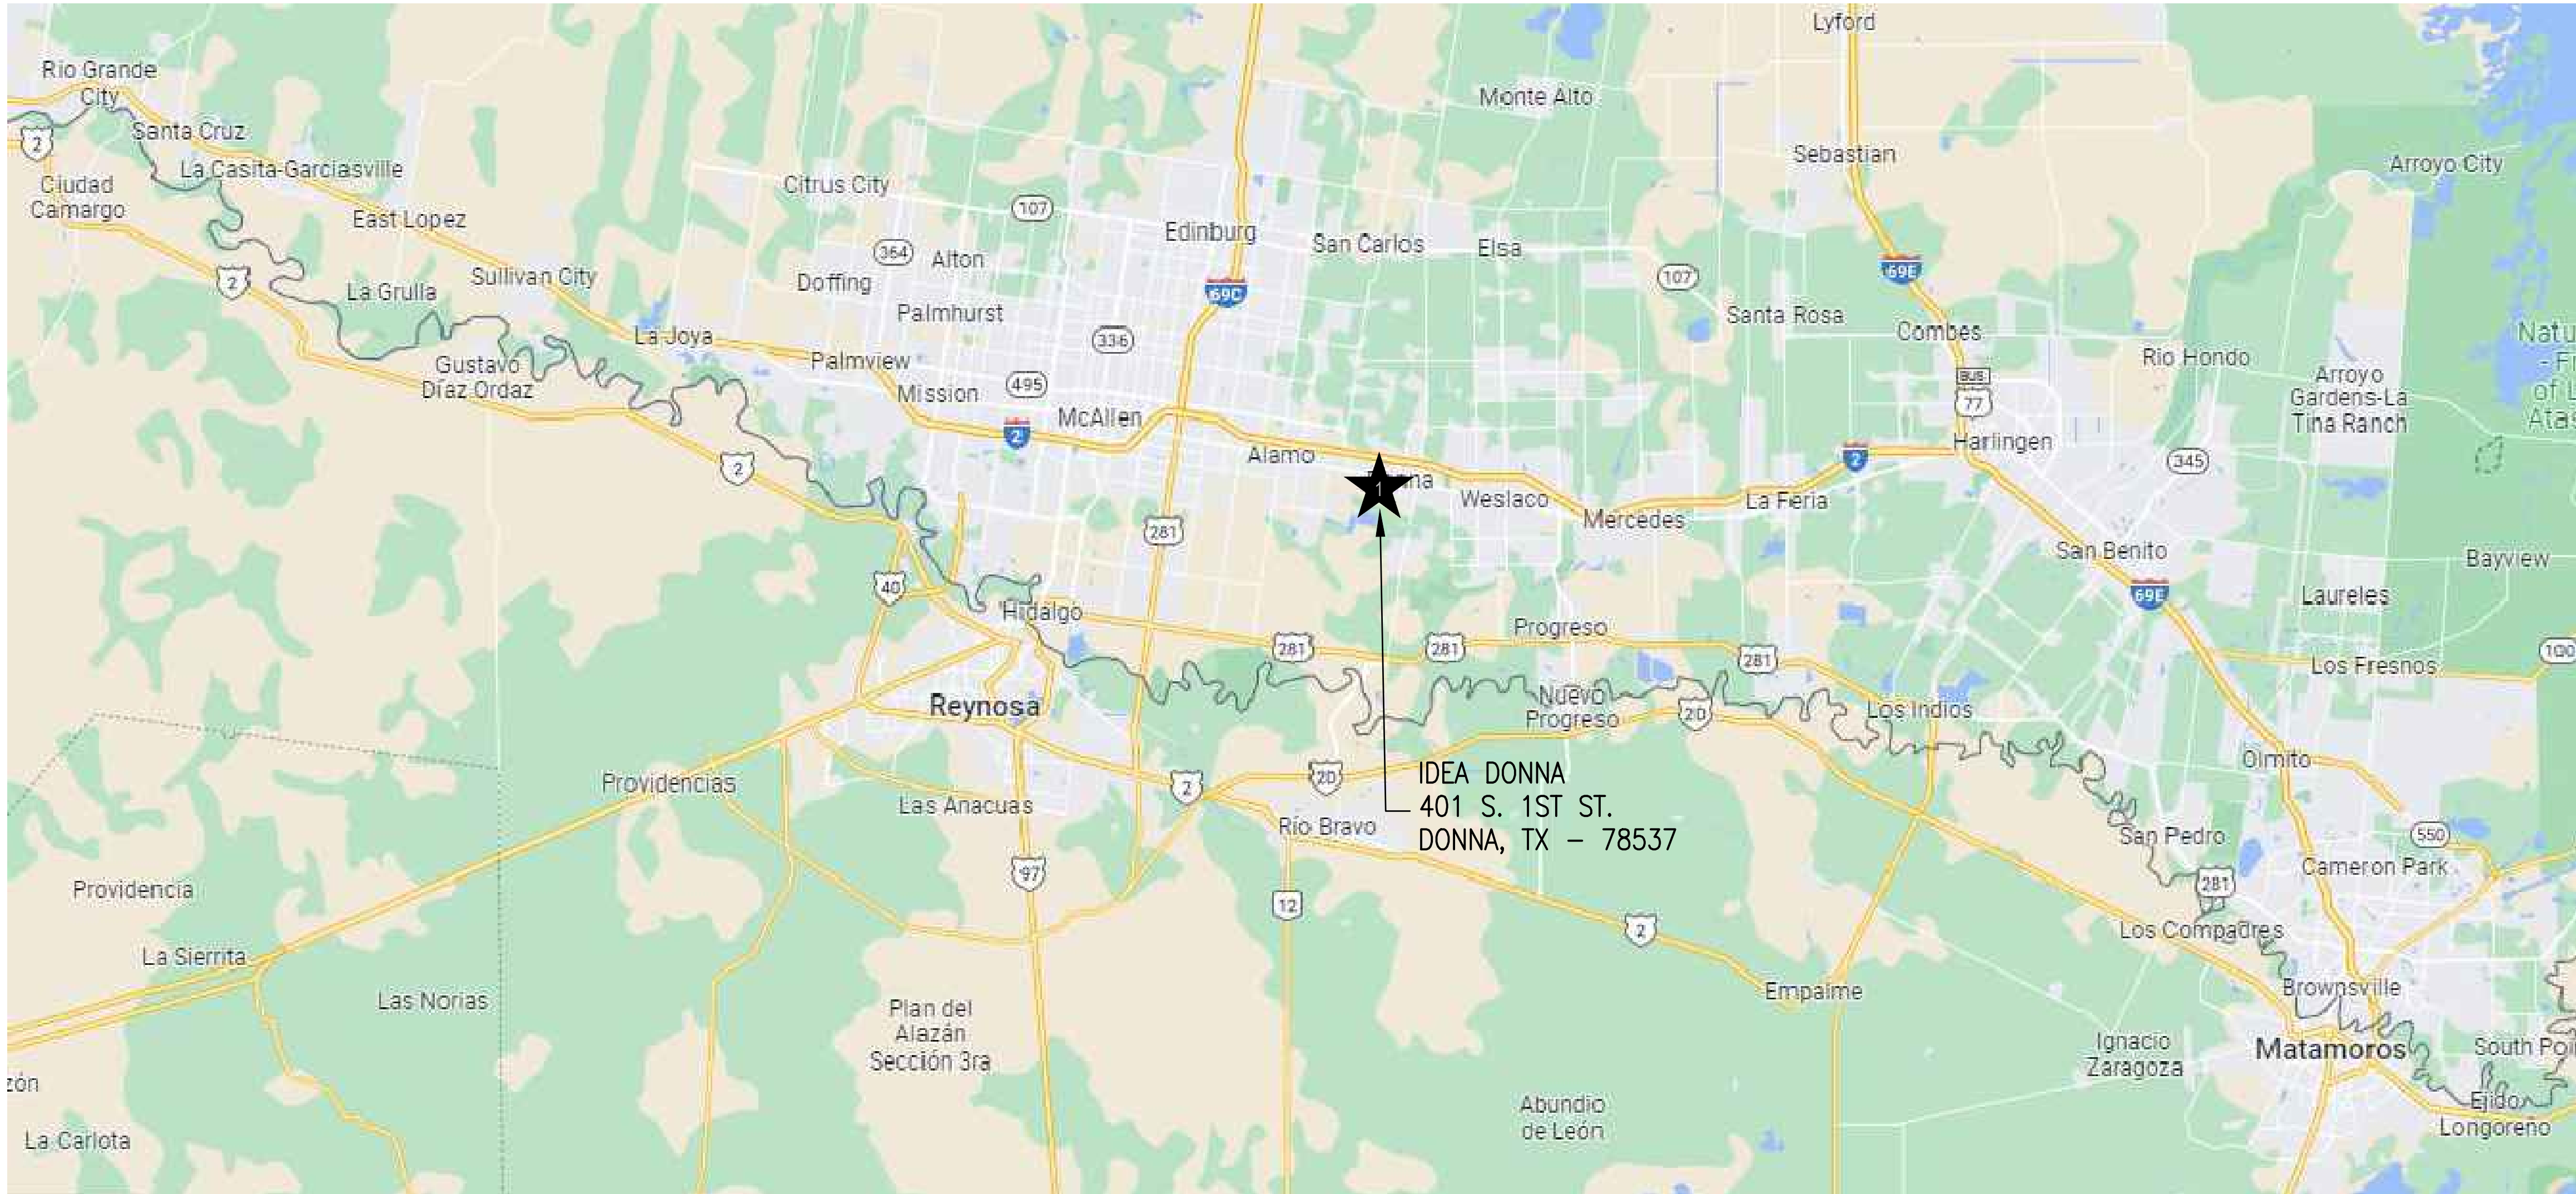 Lyford
Rio Grande
City
Monte Alto
Santa Cruz
2
Sebastian
La Casita-Garciasville
Arroyo City
Ciudad
Camargo
Citrus City
107
East Lopez
Edinburg
San Carlos
Elsa
364
Alton
69E
Sullivan City
107
2
Doffing
La Grulla
69C
Palmhurst
Santa Rosa
La Joya
336
Combes
Palmview
Rio Hondo
Gustavo
Díaz Ordaz
BUS
77
Arroyo
Gardens-La
Tina Ranch
495
Mission
McAllen
2
Harlingen
Alamo
2
345
2
1
Weslaco
La Feria
Mercedes
281
San Benito
Bayview
40
69E
Laureles
Hidalgo
Progreso
281
281
281
100
Los Fresnos
Reynosa
Nuevo
Progreso
20
Los Indios
Olmito
Providencias
2
20
IDEA DONNA
401 S. 1ST ST.
DONNA, TX – 78537
Las Anacuas
Río Bravo
San Pedro
550
97
Cameron Park
Providencia
281
12
2
Los Compadres
La Sierrita
Empalme
Brownsville
Las Norias
Plan del
Alazán
Sección 3ra
Ignacio
Zaragoza
Matamoros
South Poi
zón
Abundio
de León
Ejido
Longoreño
La Carlota